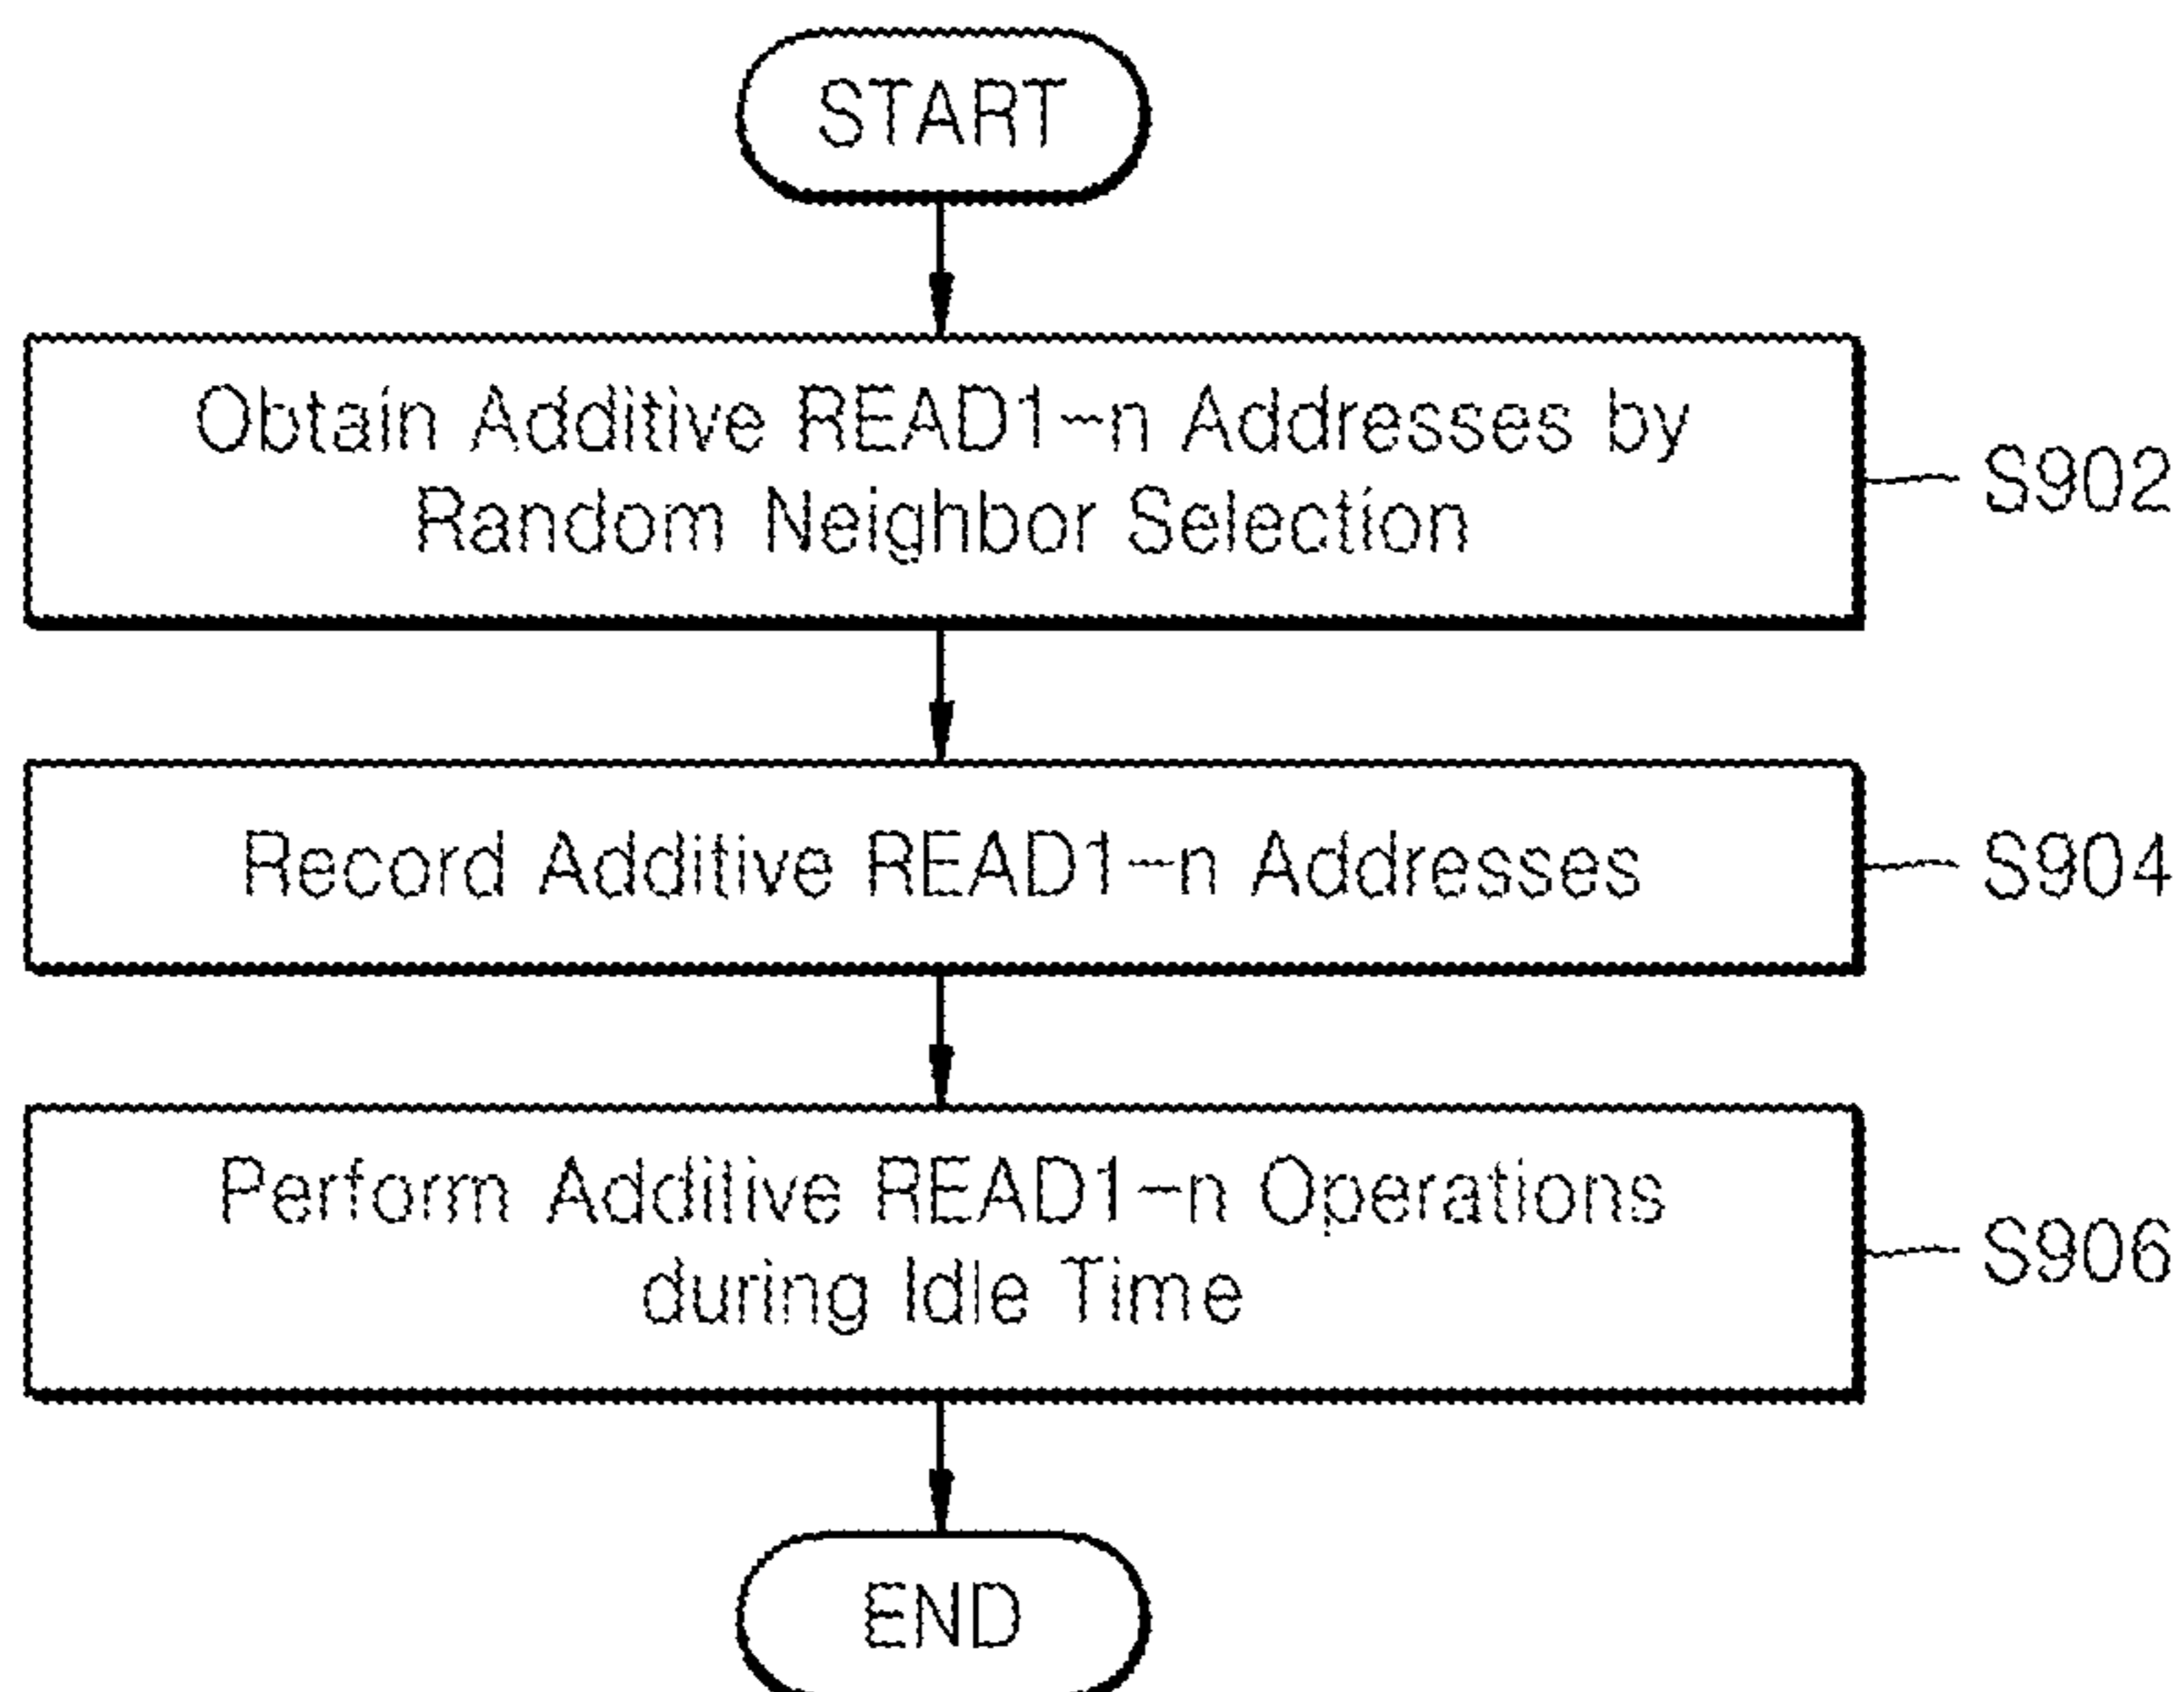 START
Obtain Additive READ1-n Addresses by
Random Neighbor Selection
S902
Record Additive READ1-n Addresses
S904
Perform Additive READ1-n Operations
during Idle Time
S906
END